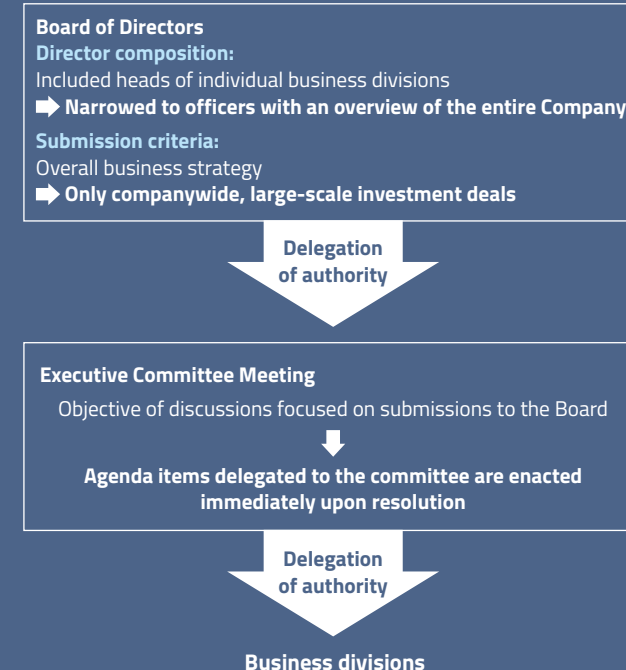 Board of Directors
Director composition:
Included heads of individual business divisions
Narrowed to officers with an overview of the entire Company
Submission criteria:
Overall business strategy
Only companywide, large-scale investment deals
Delegation
of authority
Executive Committee Meeting
Objective of discussions focused on submissions to the Board
Agenda items delegated to the committee are enacted
immediately upon resolution
Delegation
of authority
Business divisions